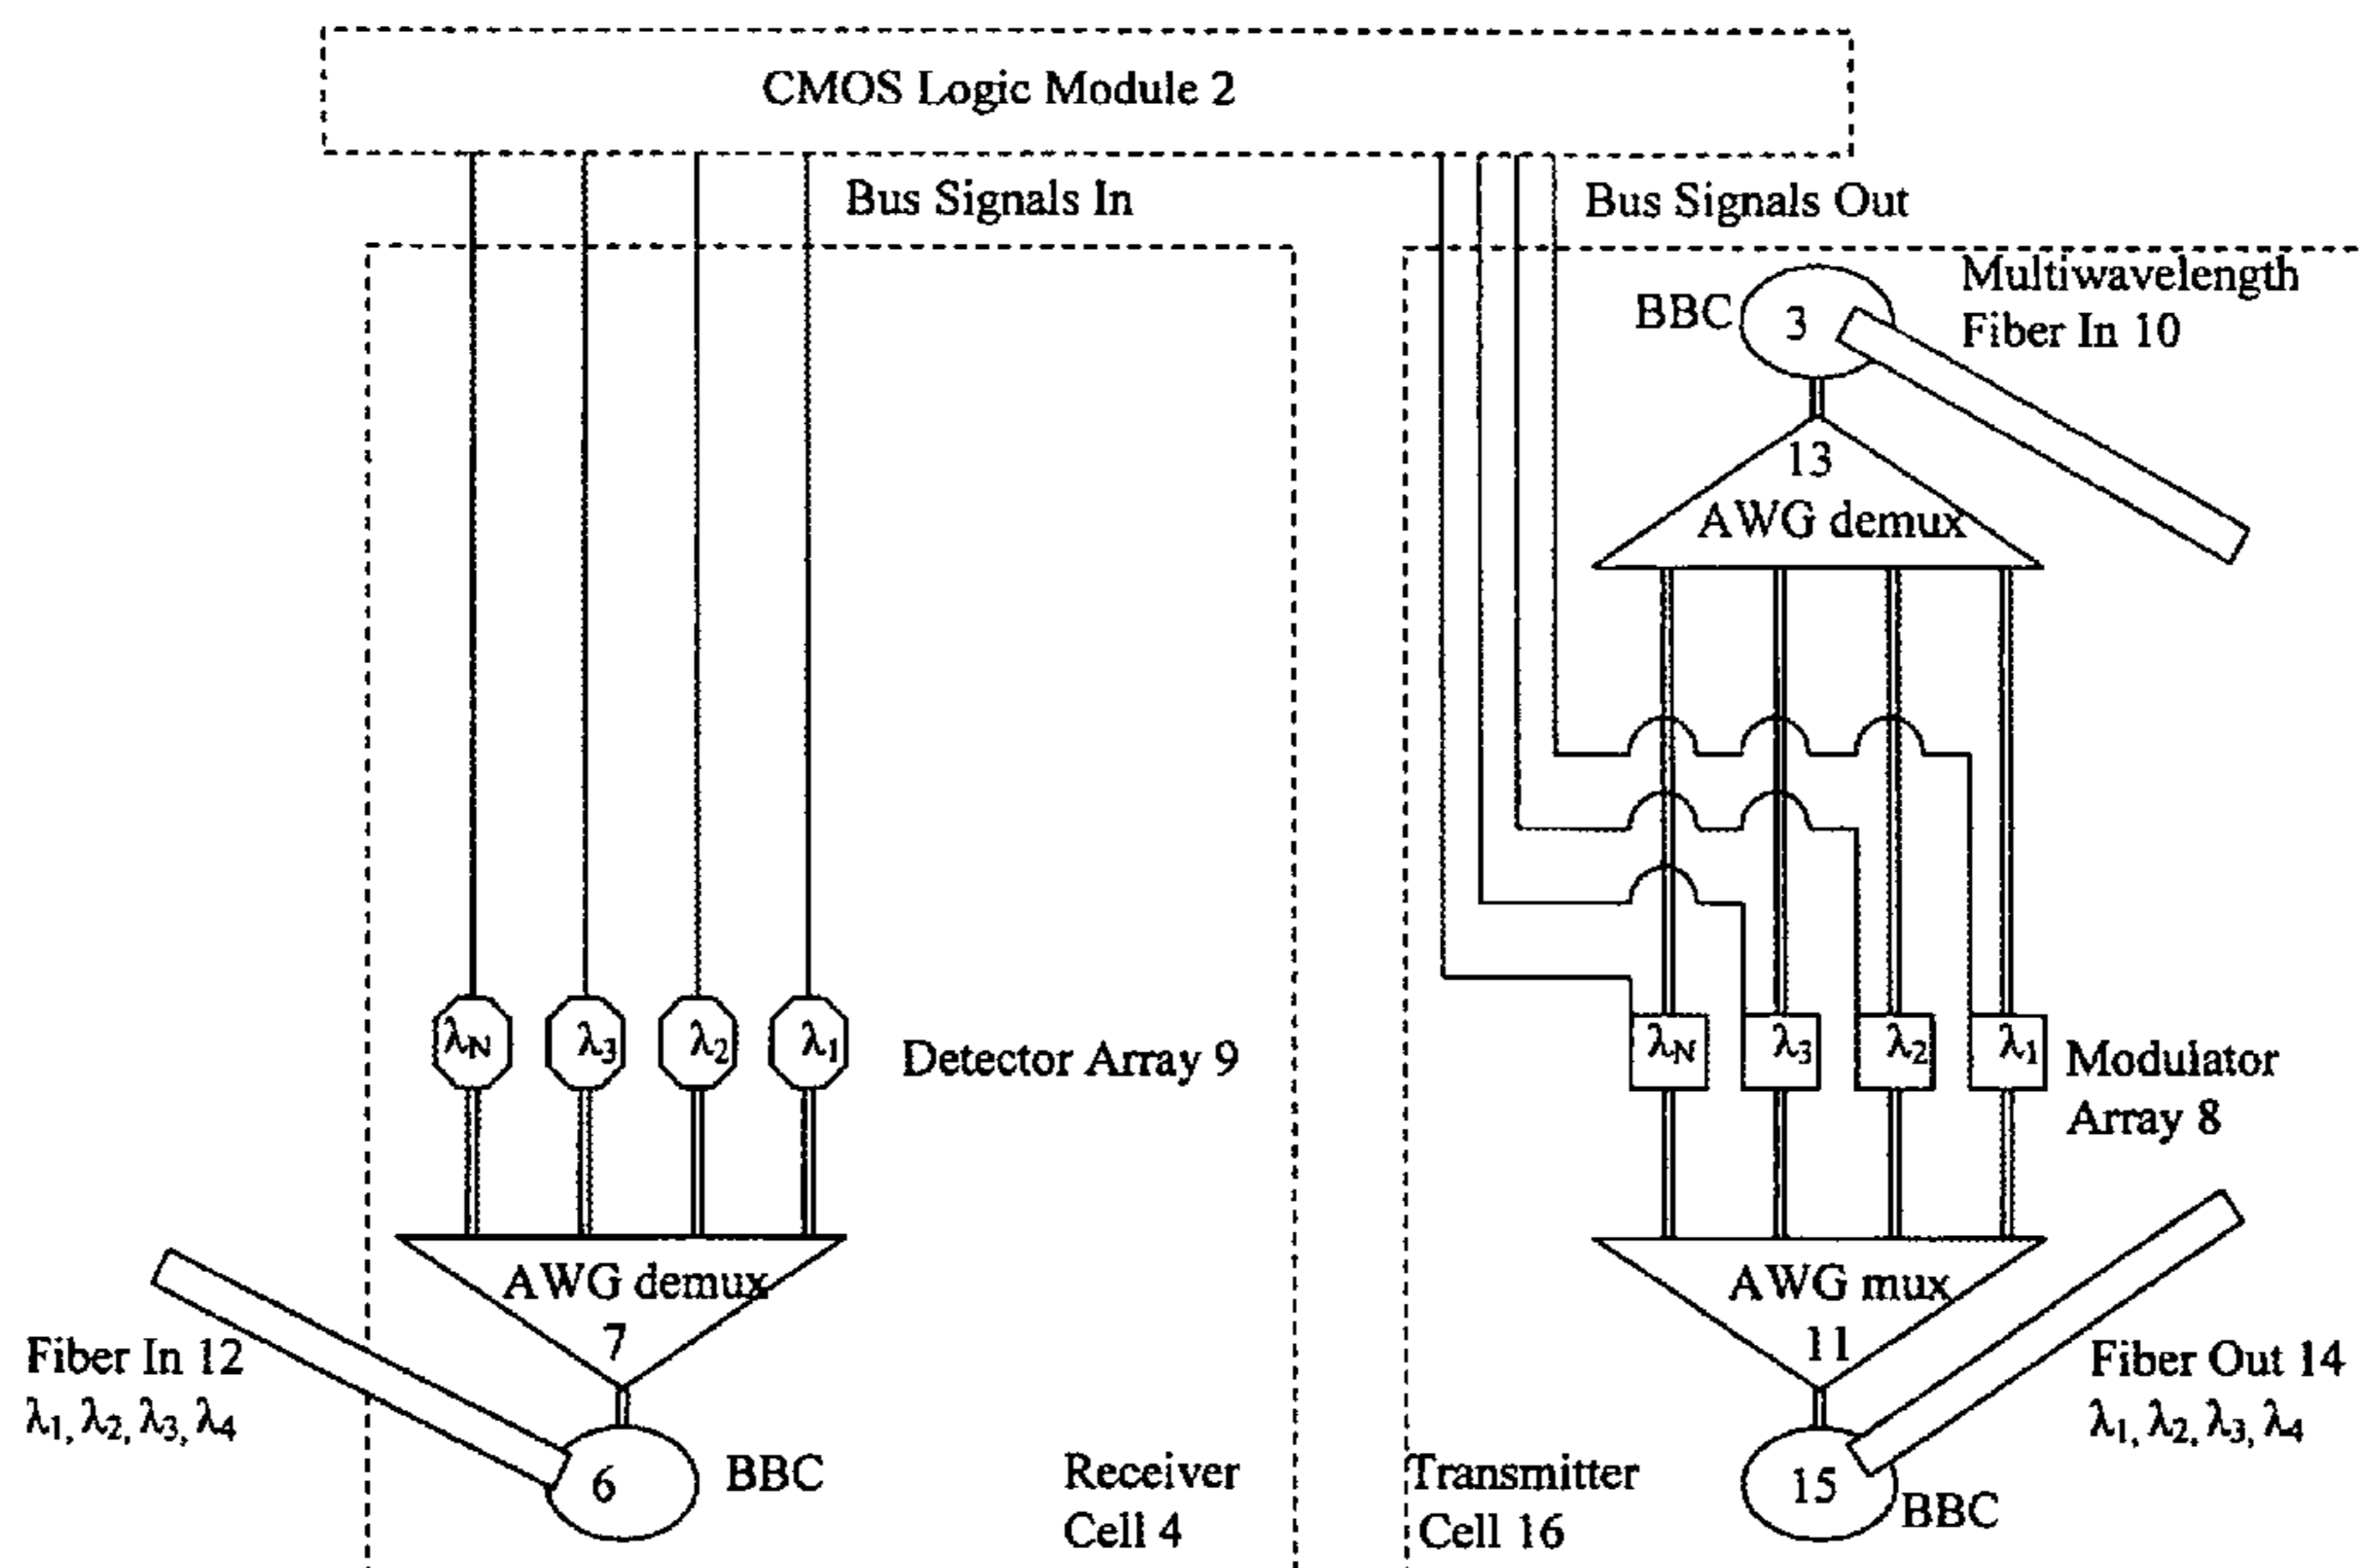 CMOS Logic Module 2
Bus Signals In
Bus Signals Out
BBC
3
Multiwavelength
Fiber In 10
13
AWG demux
λN
λ3
λ2
λ1
Detector Array 9
λN
λ3
λ2
λ1
Modulator
Array 8
AWG demux
7
AWG mux
11
Fiber In 12
λ1, λ2, λ3, λ4
6
BBC
Receiver
Cell 4
Transmitter
Cell 16
15
BBC
Fiber Out 14
λ1, λ2, λ3, λ4